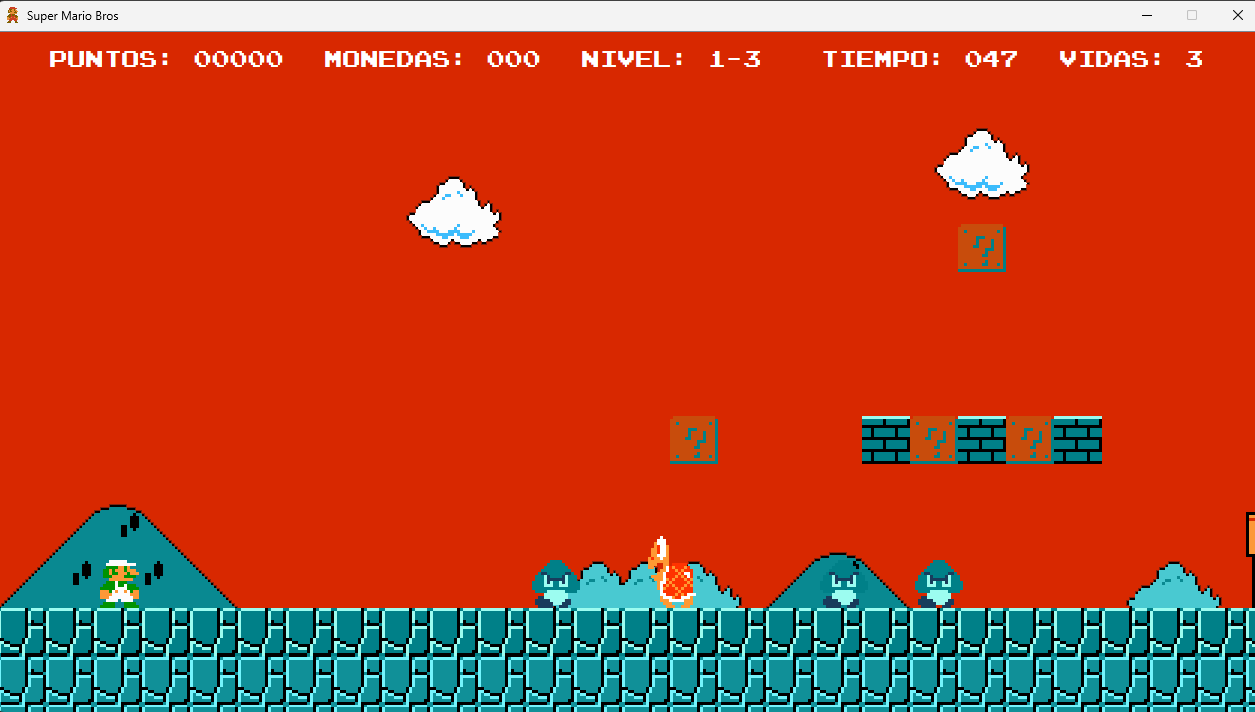 Super Mario Bros
PUNTOS: 00000 MONEDAS: 000 NIVEL: 1-3 TIEMPO: 047 VIDAS: 3
? 
? ? ?